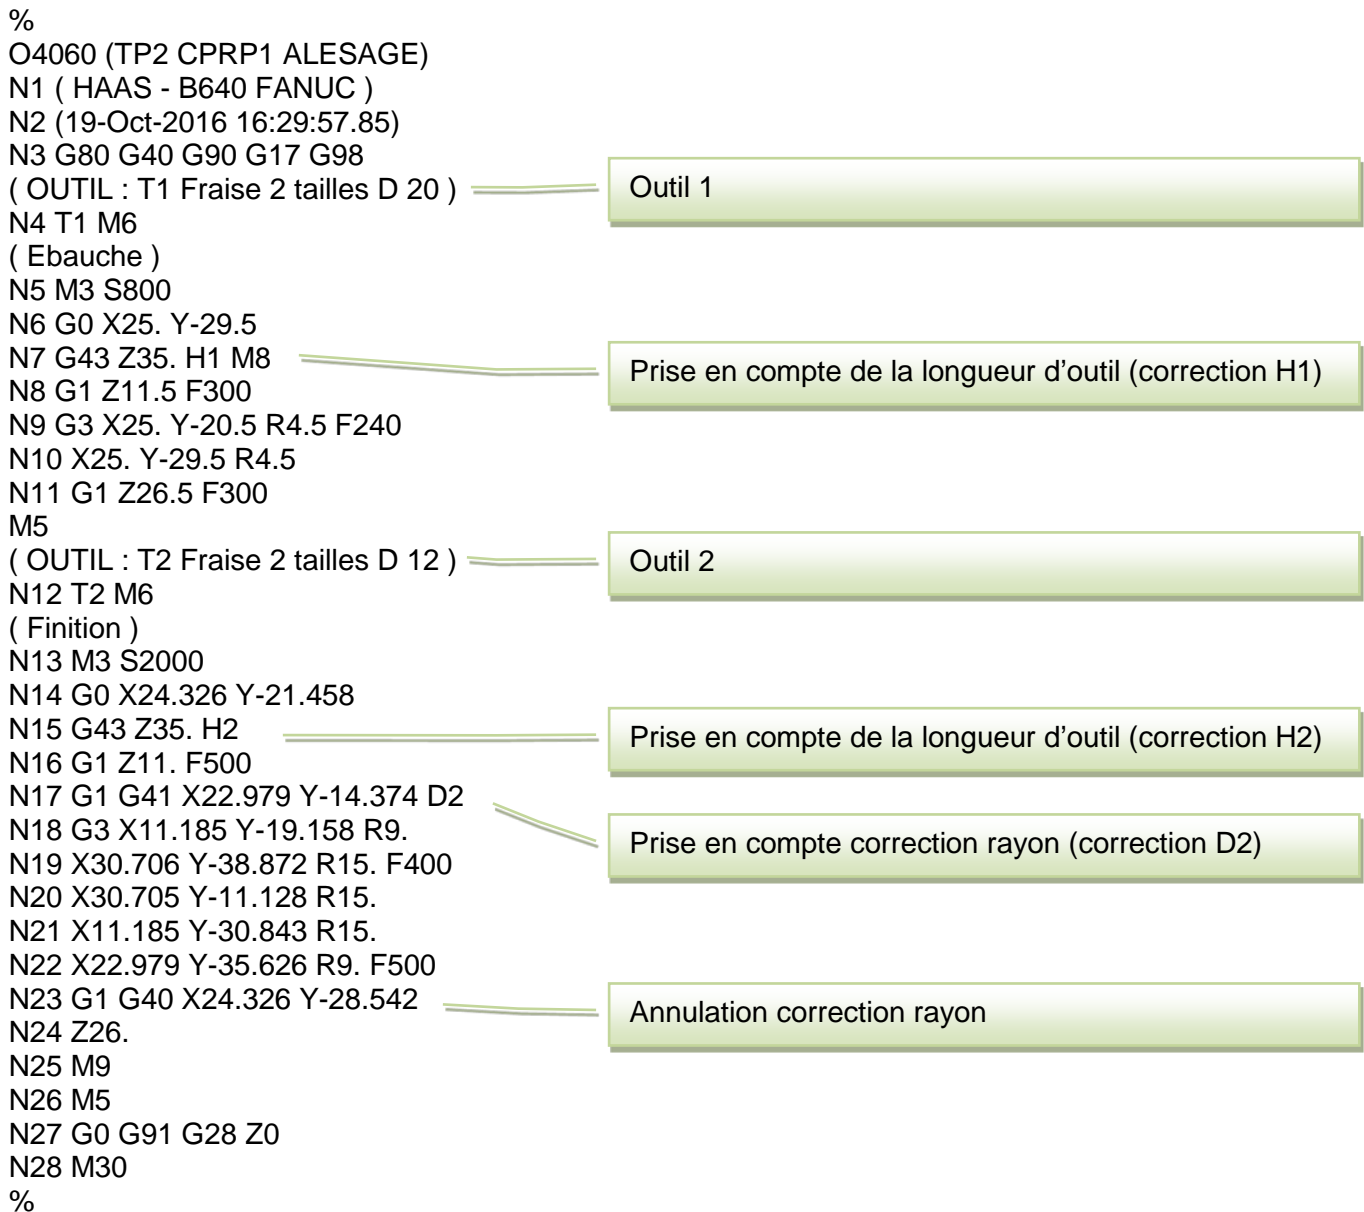 %
O4060 (TP2 CPRP1 ALESAGE)
N1 ( HAAS - B640 FANUC )
N2 (19-Oct-2016 16:29:57.85)
N3 G80 G40 G90 G17 G98
( OUTIL : T1 Fraise 2 tailles D 20 )
Outil 1
N4 T1 M6
( Ebauche )
N5 M3 S800
N6 G0 X25. Y-29.5
N7 G43 Z35. H1 M8
Prise en compte de la longueur d’outil (correction H1)
N8 G1 Z11.5 F300
N9 G3 X25. Y-20.5 R4.5 F240
N10 X25. Y-29.5 R4.5
N11 G1 Z26.5 F300
M5
( OUTIL : T2 Fraise 2 tailles D 12 )
Outil 2
N12 T2 M6
( Finition )
N13 M3 S2000
N14 G0 X24.326 Y-21.458
N15 G43 Z35. H2
Prise en compte de la longueur d’outil (correction H2)
N16 G1 Z11. F500
N17 G1 G41 X22.979 Y-14.374 D2
Prise en compte correction rayon (correction D2)
N18 G3 X11.185 Y-19.158 R9.
N19 X30.706 Y-38.872 R15. F400
N20 X30.705 Y-11.128 R15.
N21 X11.185 Y-30.843 R15.
N22 X22.979 Y-35.626 R9. F500
N23 G1 G40 X24.326 Y-28.542
Annulation correction rayon
N24 Z26.
N25 M9
N26 M5
N27 G0 G91 G28 Z0
N28 M30
%